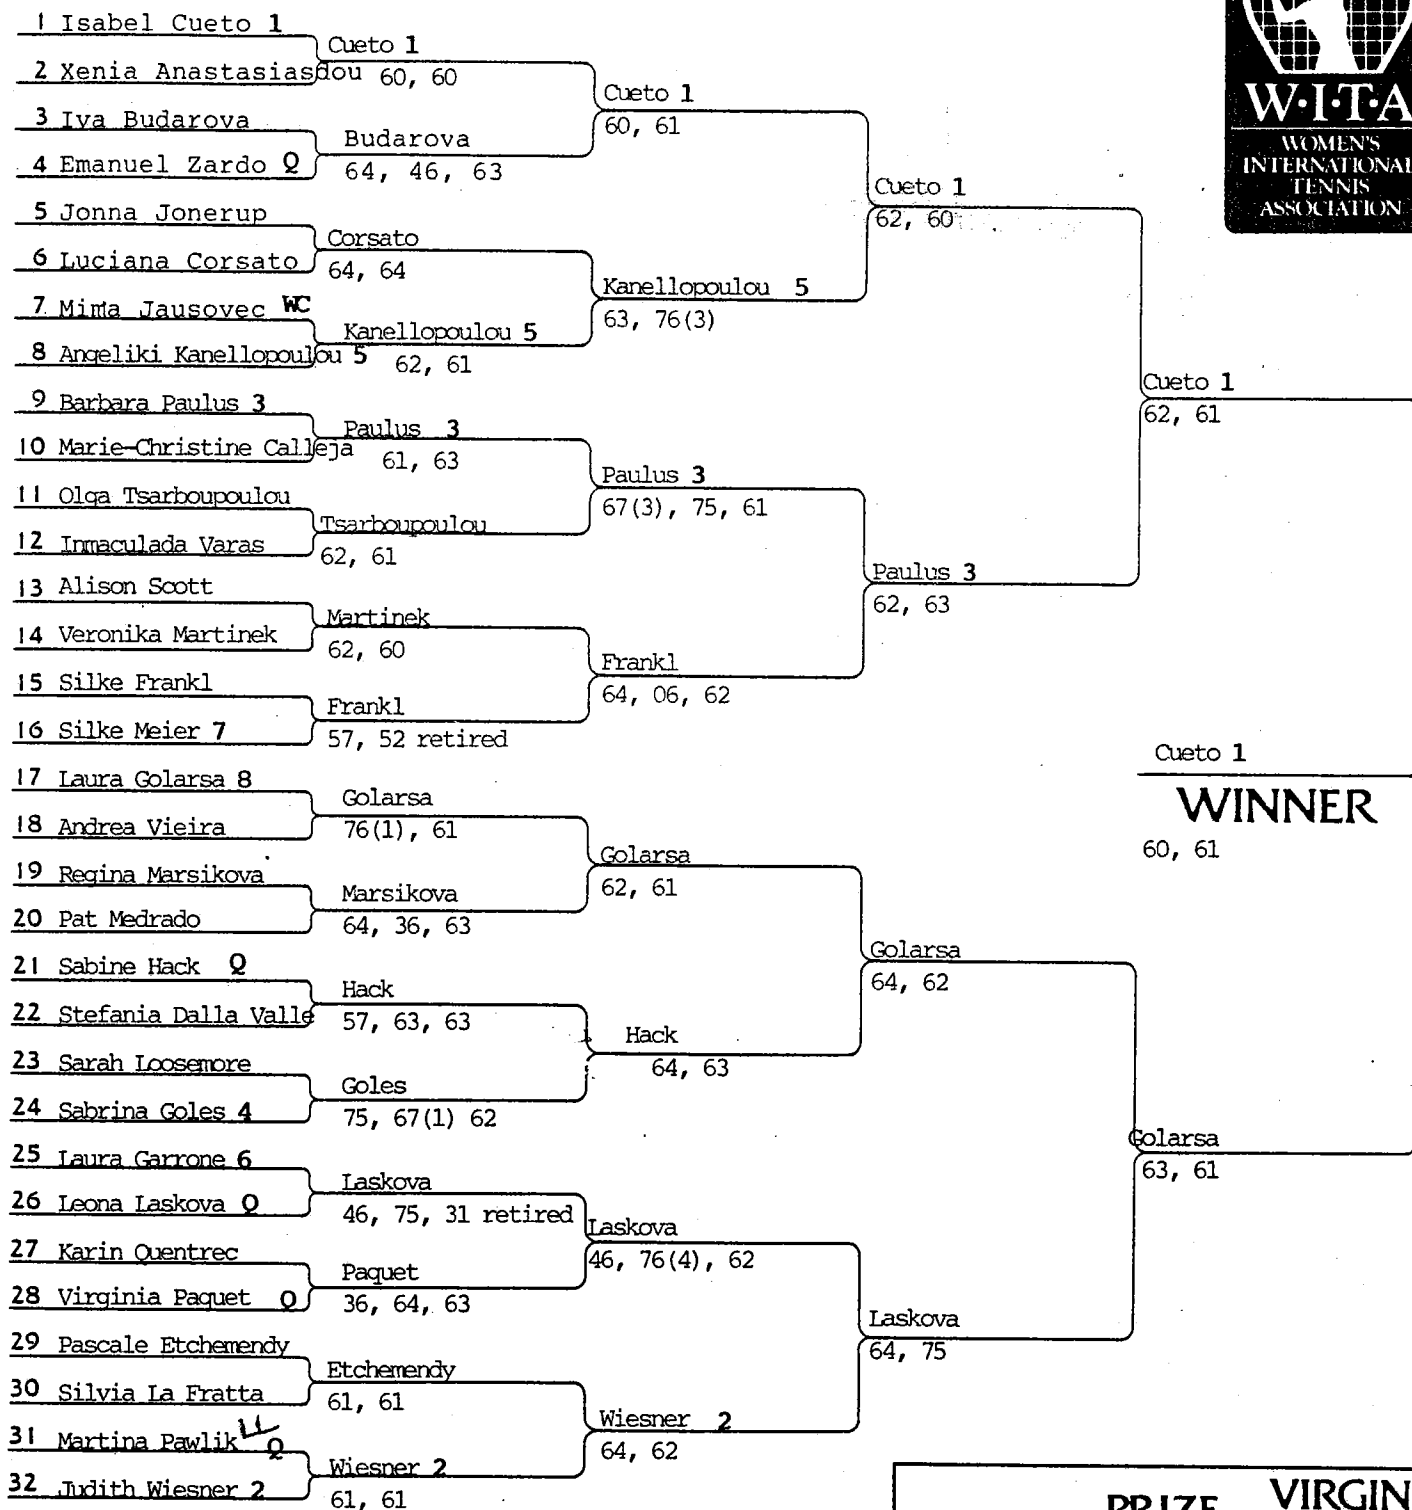 1 Isabel Cueto 1
2 Xenia Anastasiasdou
3 Iva Budarova
4 Emanuel Zardo Q
5 Jonna Jonerup
6 Luciana Corsato
7 Mima Jausovec WC
8 Angeliki Kanellopoulou 5
9 Barbara Paulus 3
10 Marie-Christine Calleja
11 Olga Tsarboupoulou
12 Inmaculada Varas
13 Alison Scott
14 Veronika Martinek
15 Silke Frankl
16 Silke Meier 7
17 Laura Golarsa 8
18 Andrea Vieira
19 Regina Marsikova
20 Pat Medrado
21 Sabine Hack Q
22 Stefania Dalla Valle
23 Sarah Loosemore
24 Sabrina Goles 4
25 Laura Garrone 6
26 Leona Laskova Q
27 Karin Quentrec
28 Virginia Paquet Q
29 Pascale Etchemendy
30 Silvia La Fratta
31 Martina Pawlik LL Q
32 Judith Wiesner 2
Cueto 1
60, 60
Budarova
64, 46, 63
Corsato
64, 64
Kanellopoulou 5
62, 61
Paulus 3
61, 63
Tsarboupoulou
62, 61
Martinek
62, 60
Frankl
57, 52 retired
Golarsa
76(1), 61
Marsikova
64, 36, 63
Hack
57, 63, 63
Goles
75, 67(1) 62
Laskova
46, 75, 31 retired
Paquet
36, 64, 63
Etchemendy
61, 61
Wiesner 2
61, 61
Cueto 1
60, 61
Kanellopoulou 5
63, 76(3)
Paulus 3
67(3), 75, 61
Frankl
64, 06, 62
Golarsa
62, 61
Hack
64, 63
Laskova
46, 76(4), 62
Wiesner 2
64, 62
Cueto 1
62, 60
Paulus 3
62, 63
Golarsa
64, 62
Laskova
64, 75
Cueto 1
62, 61
Golarsa
63, 61
Cueto 1
WINNER
60, 61
W·I·T·A
WOMEN'S
INTERNATIONAL
TENNIS
ASSOCIATION
PRIZE VIRGIN